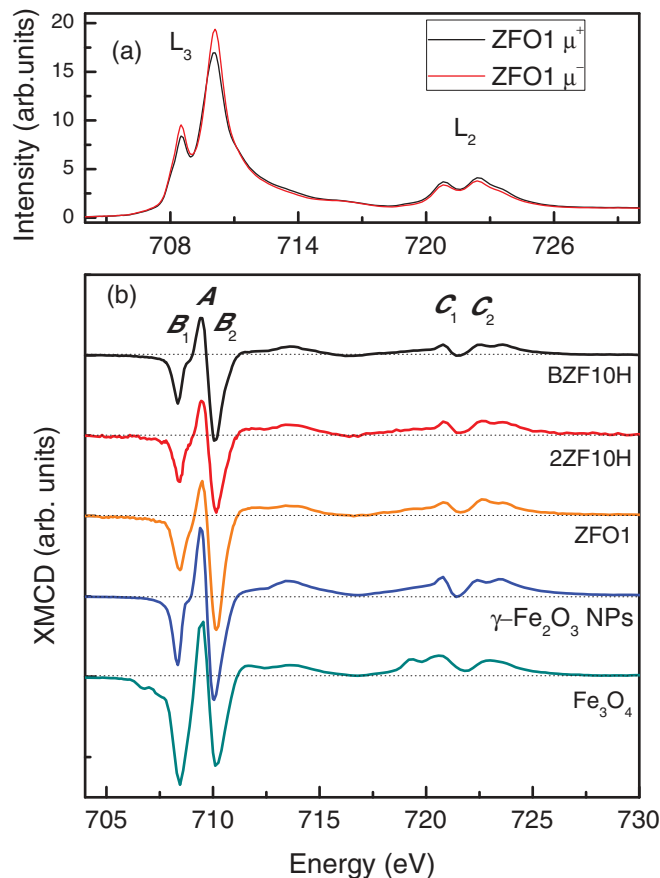 (a)
L₃
L₂
ZFO1 μ⁺
ZFO1 μ⁻
Intensity (arb.units)
20
15
10
5
0
708 714 720 726
(b)
B₁ A B₂ C₁ C₂
BZF10H
2ZF10H
ZFO1
γ–Fe₂O₃ NPs
Fe₃O₄
XMCD (arb. units)
705 710 715 720 725 730
Energy (eV)